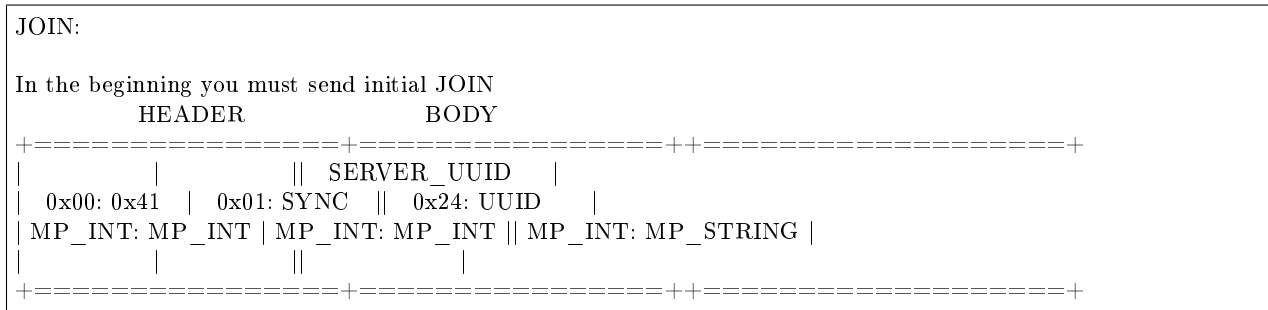 JOIN:
In the beginning you must send initial JOIN
HEADER BODY
+================+================++===================+
| | || SERVER_UUID |
| 0x00: 0x41 | 0x01: SYNC || 0x24: UUID |
| MP_INT: MP_INT | MP_INT: MP_INT || MP_INT: MP_STRING |
| | || |
+================+================++===================+